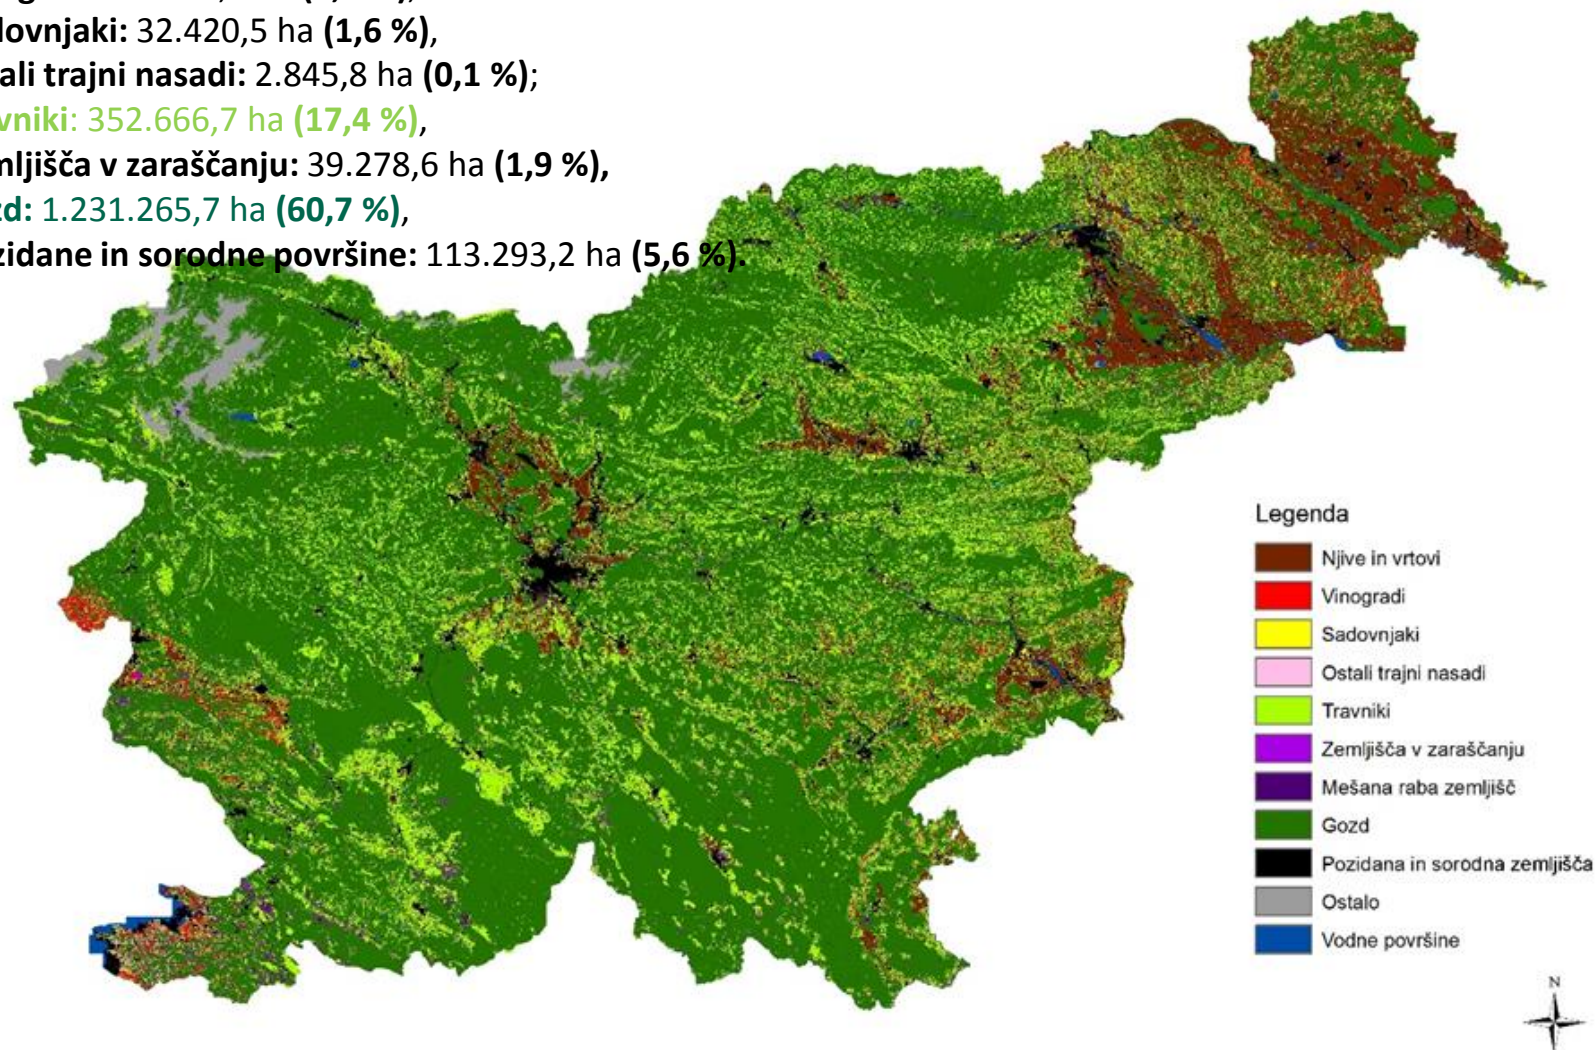 dovnjaki: 32.420,5 ha (1,6 %),
ali trajni nasadi: 2.845,8 ha (0,1 %);
vniki: 352.666,7 ha (17,4 %),
mljišča v zaraščanju: 39.278,6 ha (1,9 %),
zd: 1.231.265,7 ha (60,7 %),
zidane in sorodne površine: 113.293,2 ha (5,6 %).
Legenda
Njive in vrtovi
Vinogradi
Sadovnjaki
Ostali trajni nasadi
Travniki
Zemljišča v zaraščanju
Mešana raba zemljišč
Gozd
Pozidana in sorodna zemljišča
Ostalo
Vodne površine
N